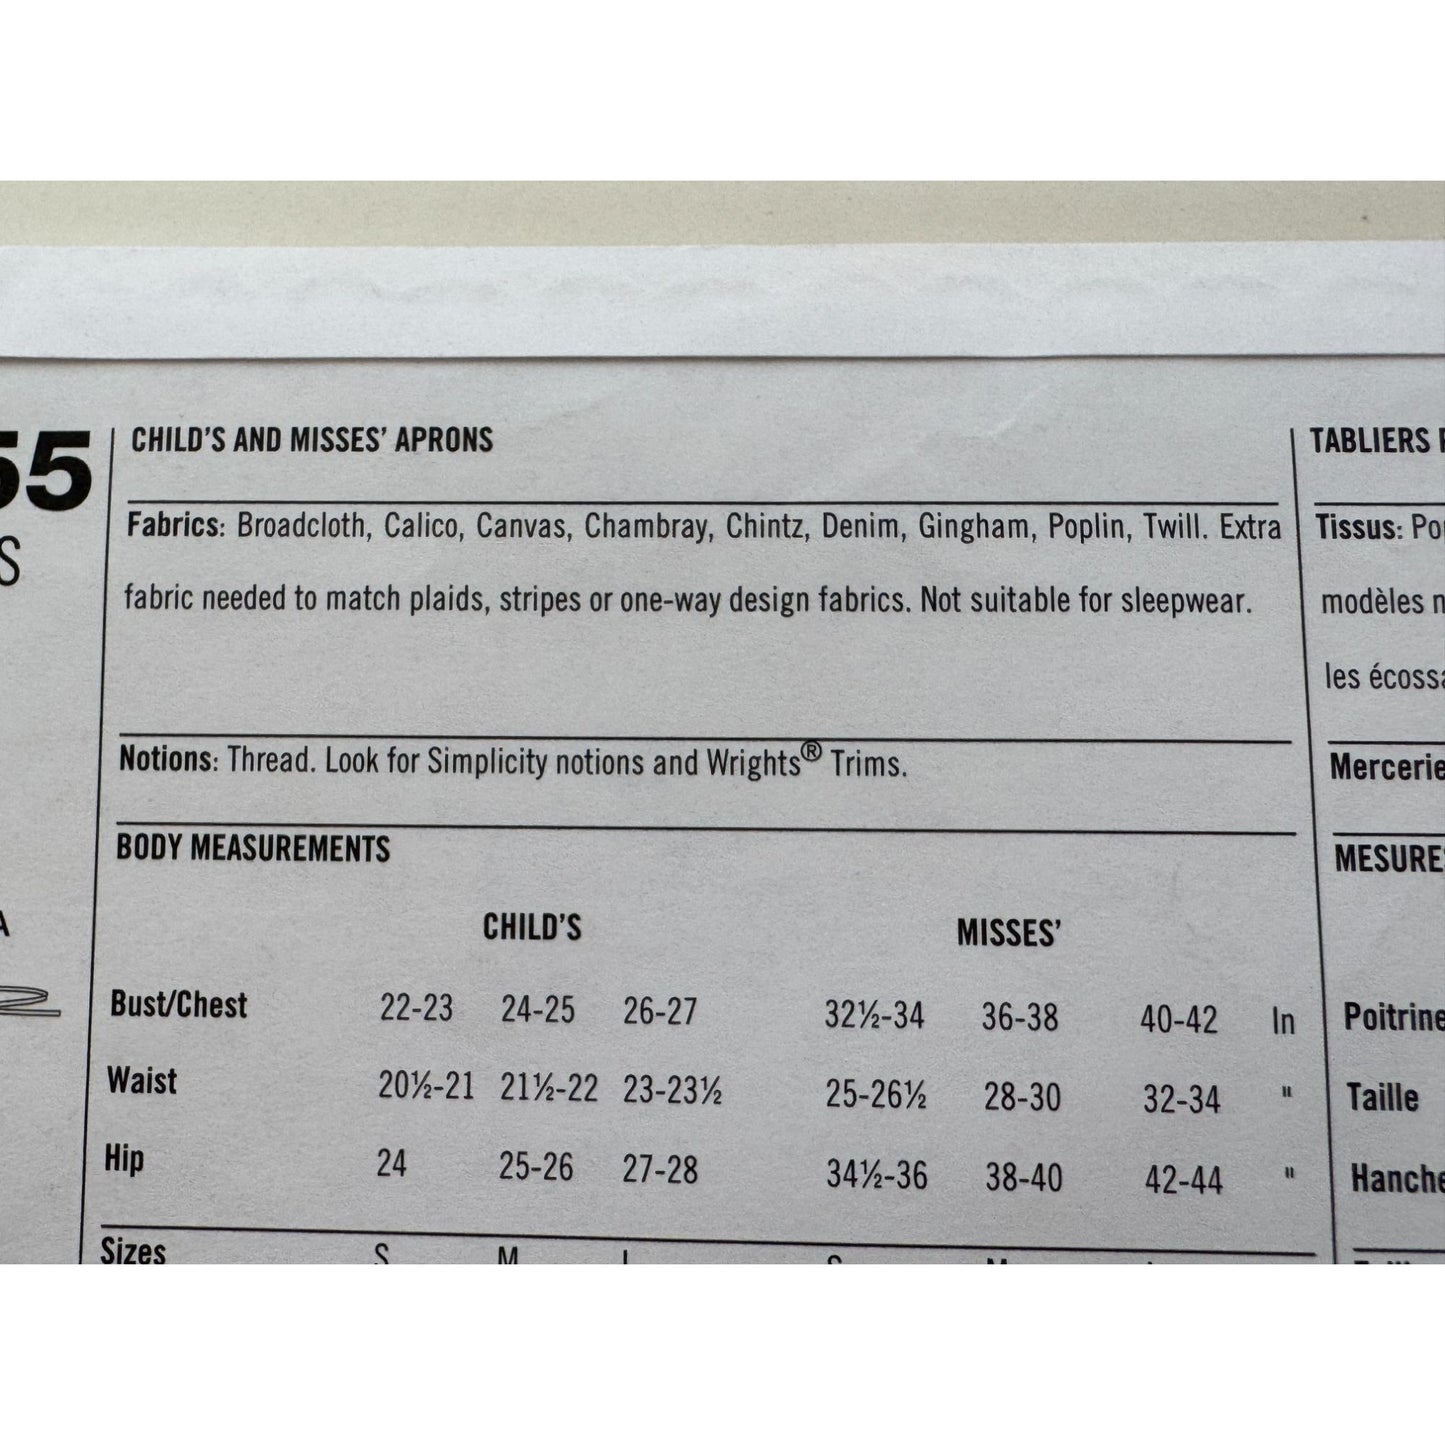 55
S
A
CHILD'S AND MISSES' APRONS
Fabrics: Broadcloth, Calico, Canvas, Chambray, Chintz, Denim, Gingham, Poplin, Twill. Extra
fabric needed to match plaids, stripes or one-way design fabrics. Not suitable for sleepwear.
Notions: Thread. Look for Simplicity notions and Wrights® Trims.
BODY MEASUREMENTS
CHILD'S MISSES'
Bust/Chest 22-23 24-25 26-27 32½-34 36-38 40-42 In
Waist 20½-21 21½-22 23-23½ 25-26½ 28-30 32-34 "
Hip 24 25-26 27-28 34½-36 38-40 42-44 "
Sizes S M L S M
TABLIERS
Tissus:
modèles
les
Mercerie
MESURE
Poitrine
Taille
Hanche